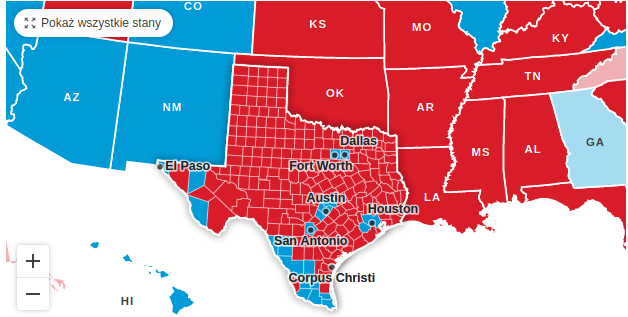 CO
Pokaż wszystkie stany
KS
MO
KY
AZ
NM
OK
TN
AR
Dallas
GA
MS
AL
El Paso
Fort Worth
Austin
LA
Houston
San Antonio
+
Corpus Christi
−
HI